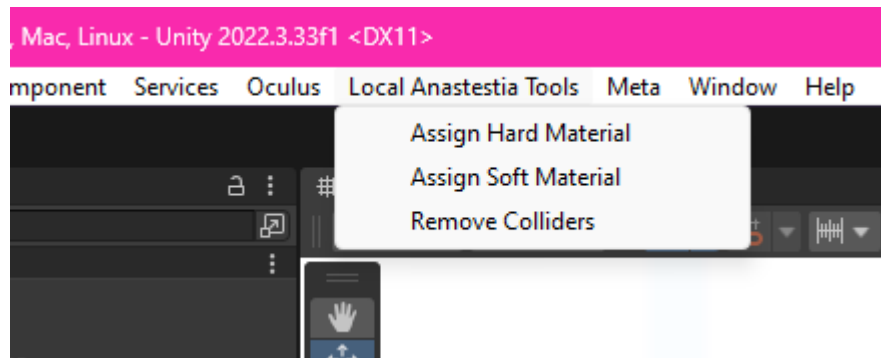 , Mac, Linux - Unity 2022.3.33f1 <DX11>
mponent Services Oculus Local Anastestia Tools Meta Window Help
Assign Hard Material
Assign Soft Material
Remove Colliders